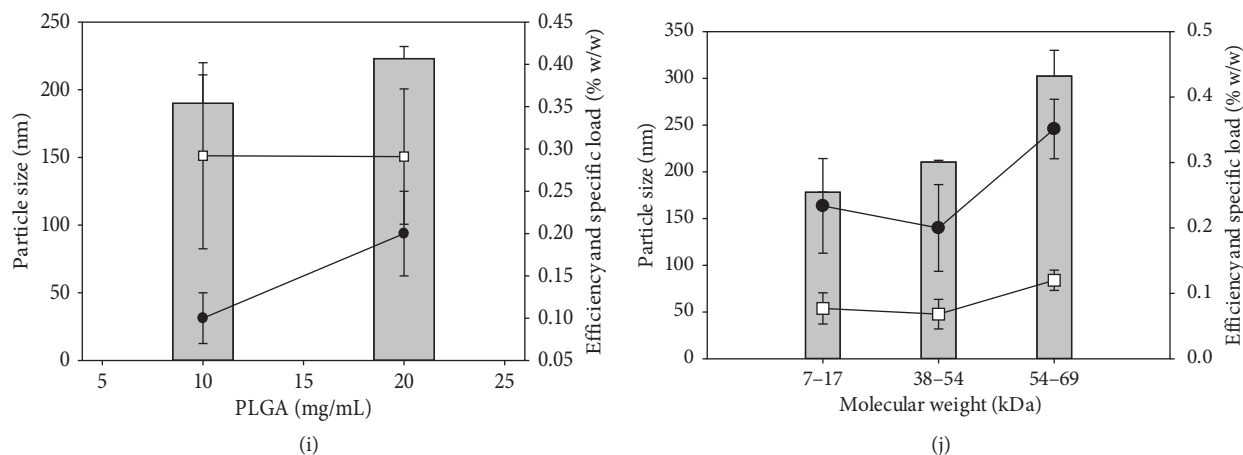 250
200
150
100
50
0
Particle size (nm)
0.45
0.40
0.35
0.30
0.25
0.20
0.15
0.10
0.05
Efficiency and specific load (% w/w)
5 10 15 20 25
PLGA (mg/mL)
(i)
350
300
250
200
150
100
50
0
Particle size (nm)
0.5
0.4
0.3
0.2
0.1
0.0
Efficiency and specific load (% w/w)
7–17 38–54 54–69
Molecular weight (kDa)
(j)